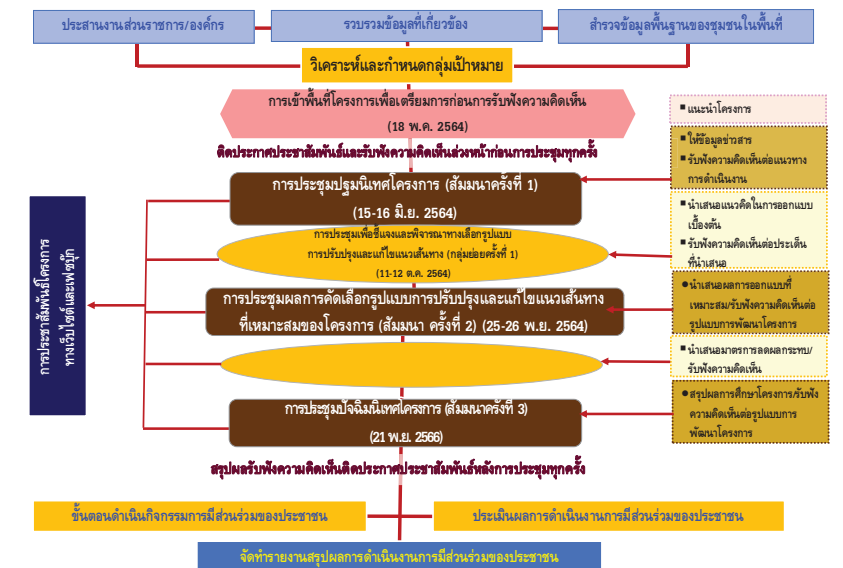 ประสานงานส่วนราชการ/องค์กร
รวบรวมข้อมูลที่เกี่ยวข้อง
สำรวจข้อมูลพื้นฐานของชุมชนในพื้นที่
วิเคราะห์และกำหนดกลุ่มเป้าหมาย
การเข้าพื้นที่โครงการเพื่อเตรียมการก่อนการรับฟังความคิดเห็น
(18 พ.ค. 2564)
ติดประกาศประชาสัมพันธ์และรับฟังความคิดเห็นล่วงหน้าก่อนการประชุมทุกครั้ง
การประชุมปฐมนิเทศโครงการ (สัมมนาครั้งที่ 1)
(15-16 มิ.ย. 2564)
การประชุมเพื่อชี้แจงและพิจารณาทางเลือกรูปแบบ
การปรับปรุงและแก้ไขแนวเส้นทาง (กลุ่มย่อยครั้งที่ 1)
(11-12 ต.ค. 2564)
การประชุมผลการคัดเลือกรูปแบบการปรับปรุงและแก้ไขแนวเส้นทาง
ที่เหมาะสมของโครงการ (สัมมนา ครั้งที่ 2) (25-26 พ.ย. 2564)
การประชุมปัจฉิมนิเทศโครงการ (สัมมนาครั้งที่ 3)
(21 พ.ย. 2566)
สรุปผลรับฟังความคิดเห็นติดประกาศประชาสัมพันธ์หลังการประชุมทุกครั้ง
การประชาสัมพันธ์โครงการ
ทางเว็บไซต์และเฟซบุ๊ก
▪ แนะนำโครงการ
▪ ให้ข้อมูลข่าวสาร
▪ รับฟังความคิดเห็นต่อแนวทาง
การดำเนินงาน
▪ นำเสนอแนวคิดในการออกแบบ
เบื้องต้น
▪ รับฟังความคิดเห็นต่อประเด็น
ที่นำเสนอ
● นำเสนอผลการออกแบบที่
เหมาะสม/รับฟังความคิดเห็นต่อ
รูปแบบการพัฒนาโครงการ
▪ นำเสนอมาตรการลดผลกระทบ/
รับฟังความคิดเห็น
● สรุปผลการศึกษาโครงการ/รับฟัง
ความคิดเห็นต่อรูปแบบการ
พัฒนาโครงการ
ขั้นตอนดำเนินกิจกรรมการมีส่วนร่วมของประชาชน
ประเมินผลการดำเนินงานการมีส่วนร่วมของประชาชน
จัดทำรายงานสรุปผลการดำเนินงานการมีส่วนร่วมของประชาชน